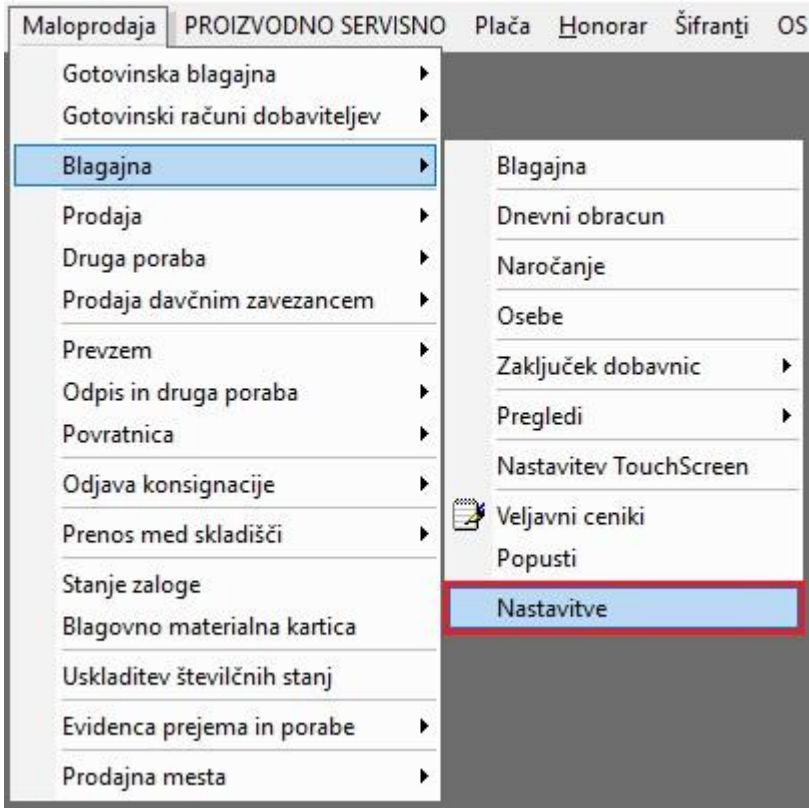 Maloprodaja PROIZVODNO SERVISNO Plača Honorar Šifranti OS
Gotovinska blagajna
Gotovinski računi dobaviteljev
Blagajna
Prodaja
Druga poraba
Prodaja davčnim zavezancem
Prevzem
Odpis in druga poraba
Povratnica
Odjava konsignacije
Prenos med skladišči
Stanje zaloge
Blagovno materialna kartica
Uskladitev številčnih stanj
Evidenca prejema in porabe
Prodajna mesta
Blagajna
Dnevni obracun
Naročanje
Osebe
Zaključek dobavnic
Pregledi
Nastavitev TouchScreen
Veljavni ceniki
Popusti
Nastavitve